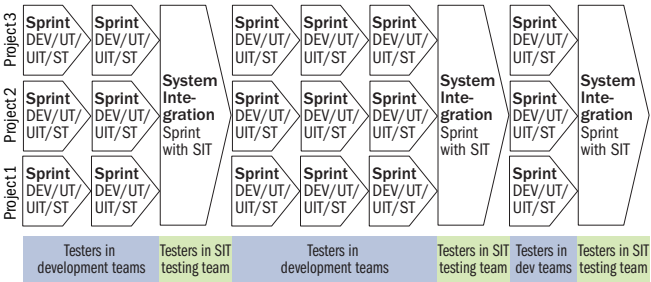 Project 3
Sprint
DEV/UT/
UIT/ST
Sprint
DEV/UT/
UIT/ST
Sprint
DEV/UT/
UIT/ST
Sprint
DEV/UT/
UIT/ST
Sprint
DEV/UT/
UIT/ST
Sprint
DEV/UT/
UIT/ST
Project 2
Sprint
DEV/UT/
UIT/ST
Sprint
DEV/UT/
UIT/ST
System
Inte-
gration
Sprint
with SIT
Sprint
DEV/UT/
UIT/ST
Sprint
DEV/UT/
UIT/ST
Sprint
DEV/UT/
UIT/ST
System
Inte-
gration
Sprint
with SIT
Sprint
DEV/UT/
UIT/ST
System
Inte-
gration
Sprint
with SIT
Project 1
Sprint
DEV/UT/
UIT/ST
Sprint
DEV/UT/
UIT/ST
Sprint
DEV/UT/
UIT/ST
Sprint
DEV/UT/
UIT/ST
Sprint
DEV/UT/
UIT/ST
Sprint
DEV/UT/
UIT/ST
Testers in
development teams
Testers in SIT
testing team
Testers in
development teams
Testers in SIT
testing team
Testers in
dev teams
Testers in SIT
testing team